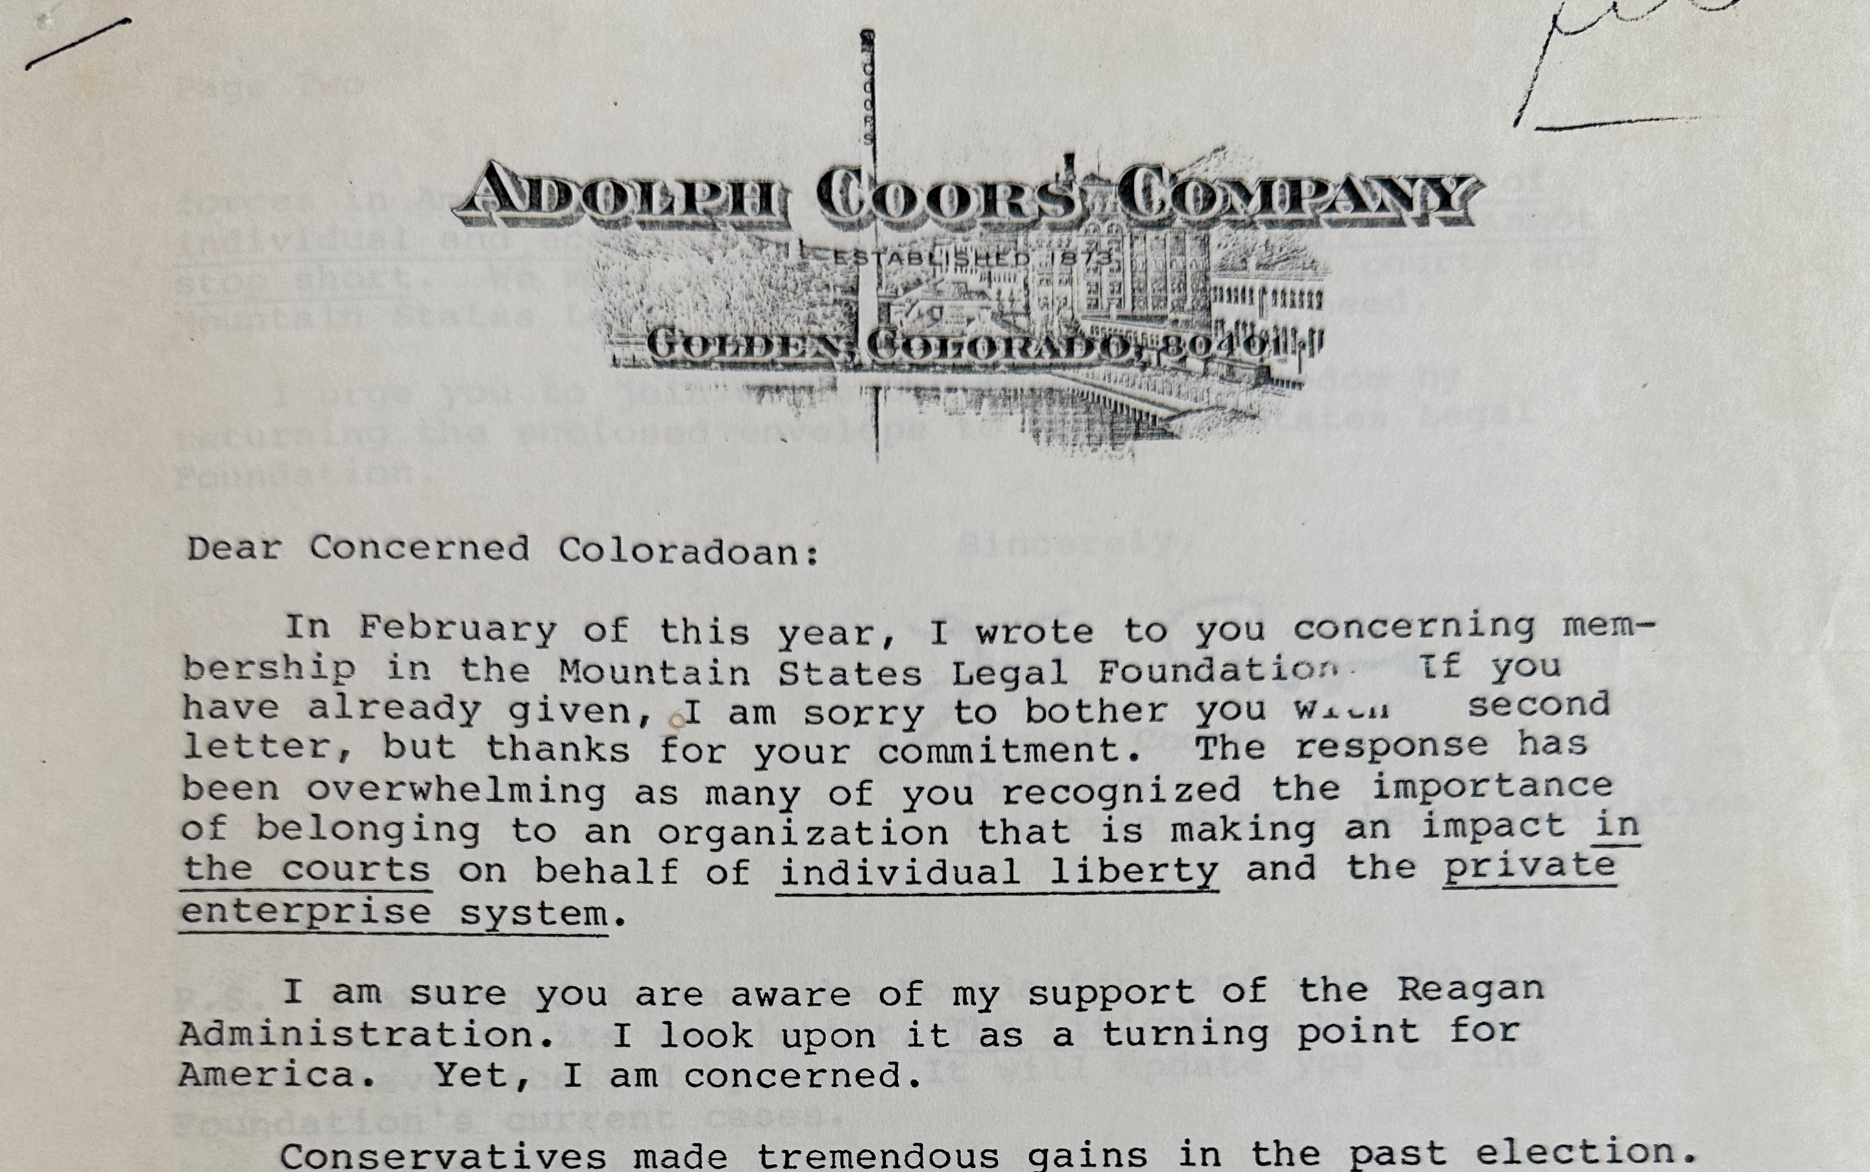 COORS
ADOLPH COORS COMPANY
ESTABLISHED 1873
GOLDEN, COLORADO, 80401
Dear Concerned Coloradoan:
In February of this year, I wrote to you concerning mem-
bership in the Mountain States Legal Foundation. If you
have already given, I am sorry to bother you with second
letter, but thanks for your commitment. The response has
been overwhelming as many of you recognized the importance
of belonging to an organization that is making an impact in
the courts on behalf of individual liberty and the private
enterprise system.
I am sure you are aware of my support of the Reagan
Administration. I look upon it as a turning point for
America. Yet, I am concerned.
Conservatives made tremendous gains in the past election.